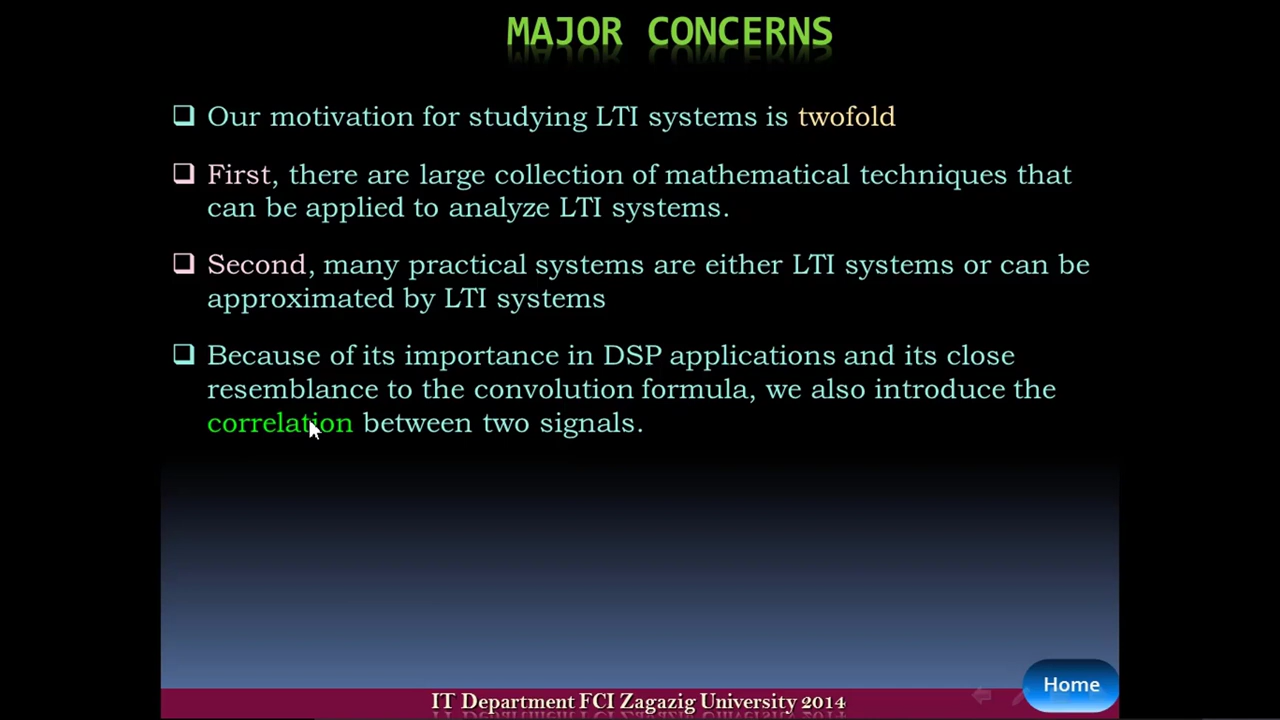 MAJOR CONCERNS
Our motivation for studying LTI systems is twofold
First, there are large collection of mathematical techniques that
can be applied to analyze LTI systems.
Second, many practical systems are either LTI systems or can be
approximated by LTI systems
Because of its importance in DSP applications and its close
resemblance to the convolution formula, we also introduce the
correlation between two signals.
Home
IT Department FCI Zagazig University 2014